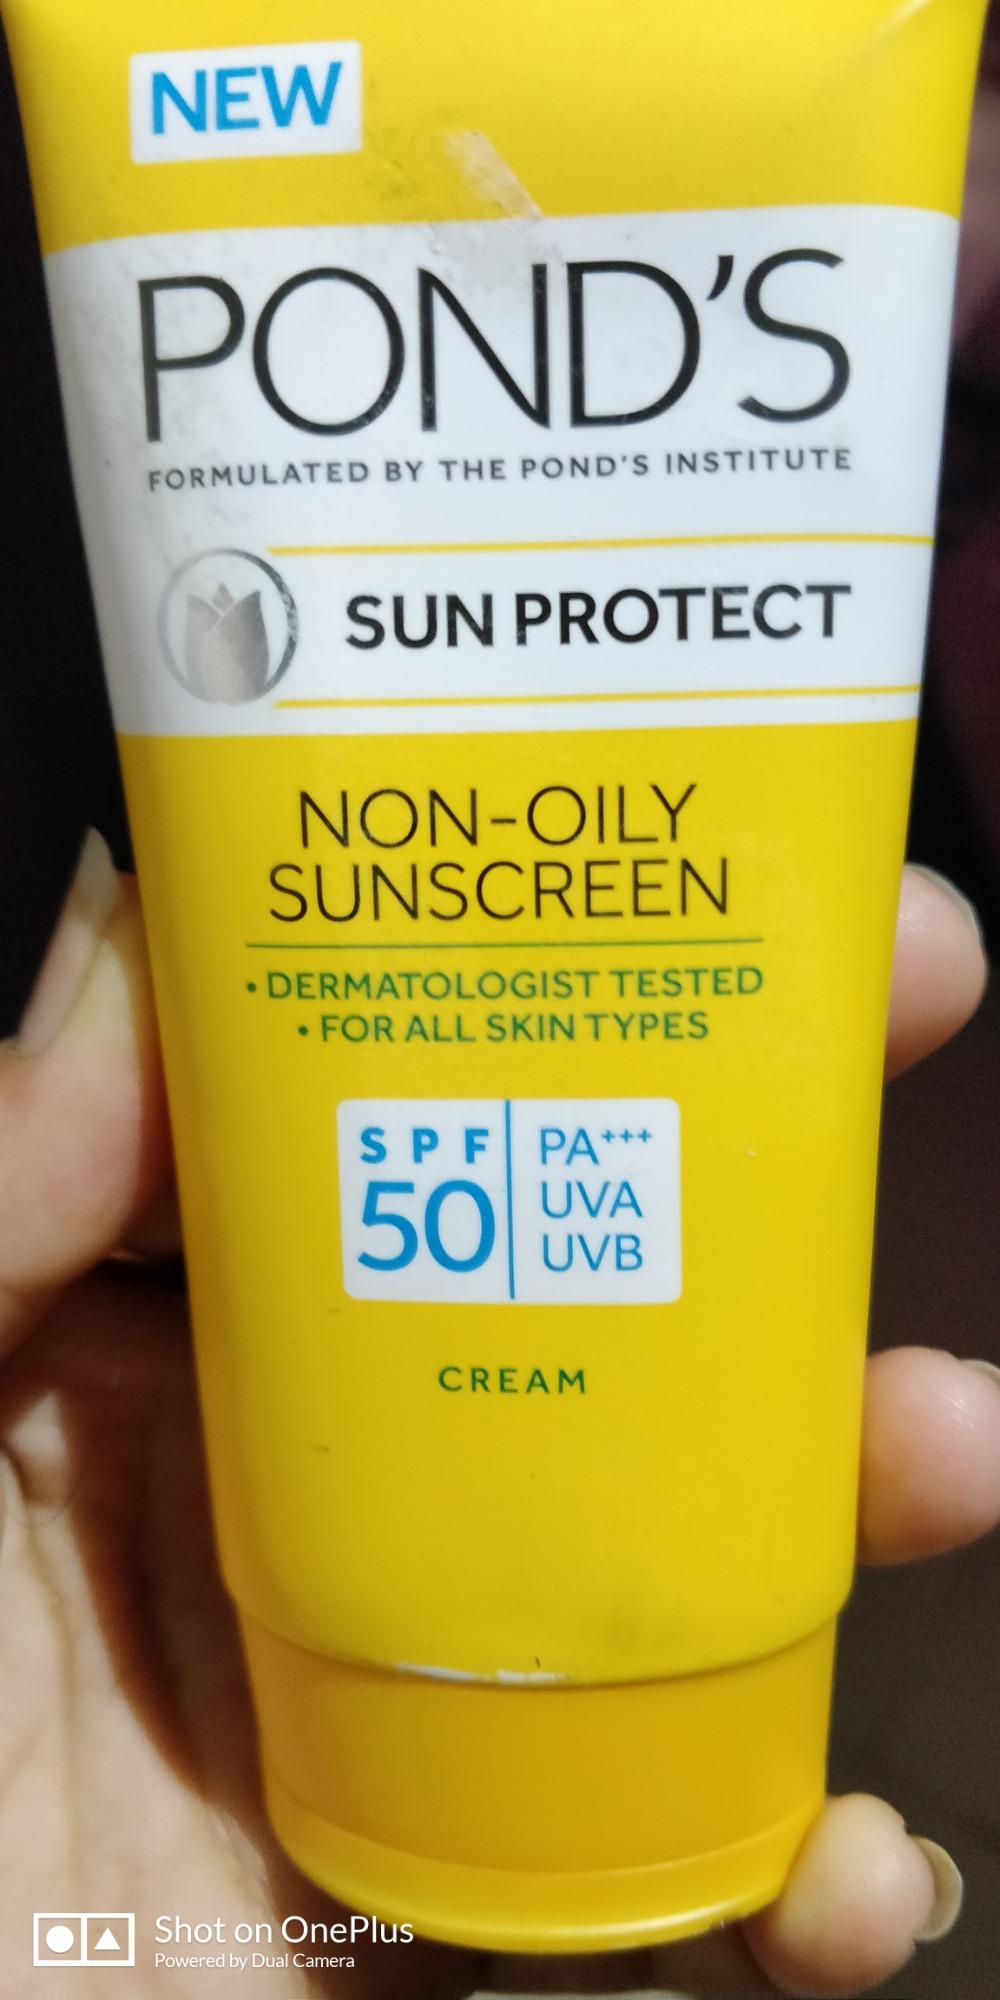 NEW
POND'S
FORMULATED BY THE POND'S INSTITUTE
SUN PROTECT
NON-OILY
SUNSCREEN
• DERMATOLOGIST TESTED
• FOR ALL SKIN TYPES
SPF
50
PA+++
UVA
UVB
CREAM
Shot on OnePlus
Powered by Dual Camera